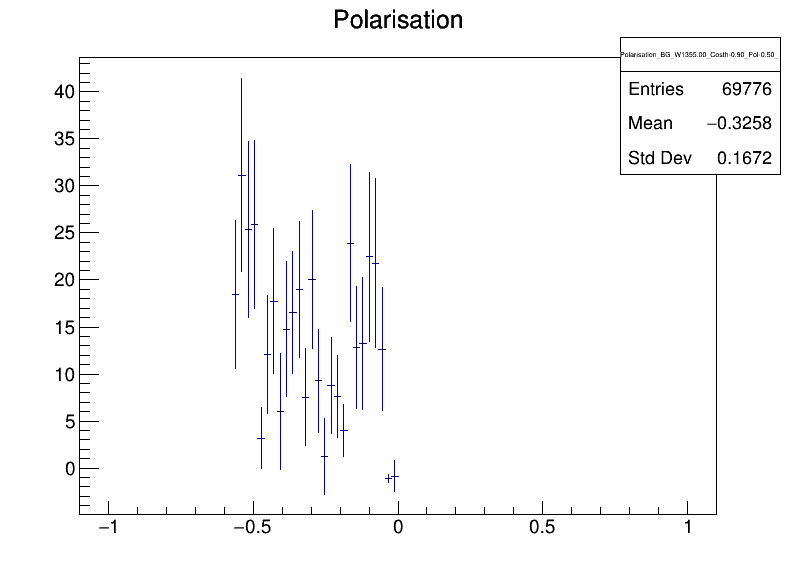 Polarisation
Polarisation_BG_W1355.00_Costh-0.90_Pol-0.50_
Entries 69776
Mean −0.3258
Std Dev 0.1672
40
35
30
25
20
15
10
5
0
−1 −0.5 0 0.5 1